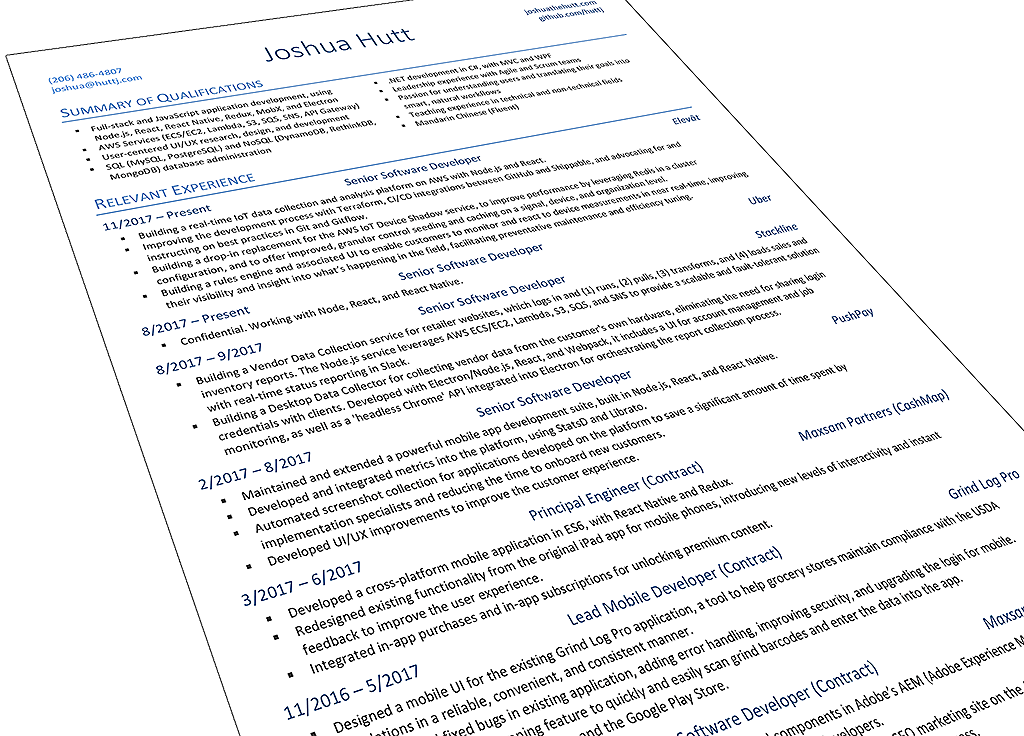 joshuathehutt.com
github.com/huttj
Joshua Hutt
(206) 486-4807
joshua@huttj.com
SUMMARY OF QUALIFICATIONS
Full-stack and JavaScript application development, using
Node.js, React, React Native, Redux, MobX, and Electron
AWS Services (ECS/EC2, Lambda, S3, SQS, SNS, API Gateway)
User-centered UI/UX research, design, and development
SQL (MySQL, PostgreSQL) and NoSQL (DynamoDB, RethinkDB,
MongoDB) database administration
.NET development in C#, with MVC and WPF
Leadership experience with Agile and Scrum teams
Passion for understanding users and translating their goals into
smart, natural workflows
Teaching experience in technical and non-technical fields
Mandarin Chinese (Fluent)
RELEVANT EXPERIENCE
11/2017 – Present Senior Software Developer Elevāt
Building a real-time IoT data collection and analysis platform on AWS with Node.js and React.
Improving the development process with Terraform, CI/CD integrations between GitHub and Shippable, and advocating for and
instructing on best practices in Git and Gitflow.
Building a drop-in replacement for the AWS IoT Device Shadow service, to improve performance by leveraging Redis in a cluster
configuration, and to offer improved, granular control seeding and caching on a signal, device, and organization level.
Building a rules engine and associated UI to enable customers to monitor and react to device measurements in near real-time, improving
their visibility and insight into what's happening in the field, facilitating preventative maintenance and efficiency tuning.
8/2017 – Present Senior Software Developer Uber
Confidential. Working with Node, React, and React Native.
8/2017 – 9/2017 Senior Software Developer Stackline
Building a Vendor Data Collection service for retailer websites, which logs in and (1) runs, (2) pulls, (3) transforms, and (4) loads sales and
inventory reports. The Node.js service leverages AWS ECS/EC2, Lambda, S3, SQS, and SNS to provide a scalable and fault-tolerant solution
with real-time status reporting in Slack.
Building a Desktop Data Collector for collecting vendor data from the customer's own hardware, eliminating the need for sharing login
credentials with clients. Developed with Electron/Node.js, React, and Webpack, it includes a UI for account management and job
monitoring, as well as a 'headless Chrome' API integrated into Electron for orchestrating the report collection process.
2/2017 – 8/2017 Senior Software Developer PushPay
Maintained and extended a powerful mobile app development suite, built in Node.js, React, and React Native.
Developed and integrated metrics into the platform, using StatsD and Librato.
Automated screenshot collection for applications developed on the platform to save a significant amount of time spent by
implementation specialists and reducing the time to onboard new customers.
Developed UI/UX improvements to improve the customer experience.
3/2017 – 6/2017 Principal Engineer (Contract) Maxsam Partners (CashMap)
Developed a cross-platform mobile application in ES6, with React Native and Redux.
Redesigned existing functionality from the original iPad app for mobile phones, introducing new levels of interactivity and instant
feedback to improve the user experience.
Integrated in-app purchases and in-app subscriptions for unlocking premium content.
11/2016 – 5/2017 Lead Mobile Developer (Contract) Grind Log Pro
Designed a mobile UI for the existing Grind Log Pro application, a tool to help grocery stores maintain compliance with the USDA
lations in a reliable, convenient, and consistent manner.
fixed bugs in existing application, adding error handling, improving security, and upgrading the login for mobile.
ning feature to quickly and easily scan grind barcodes and enter the data into the app.
and the Google Play Store.
Software Developer (Contract) Maxsam
components in Adobe's AEM (Adobe Experience M
evelopers.
marketing site on the